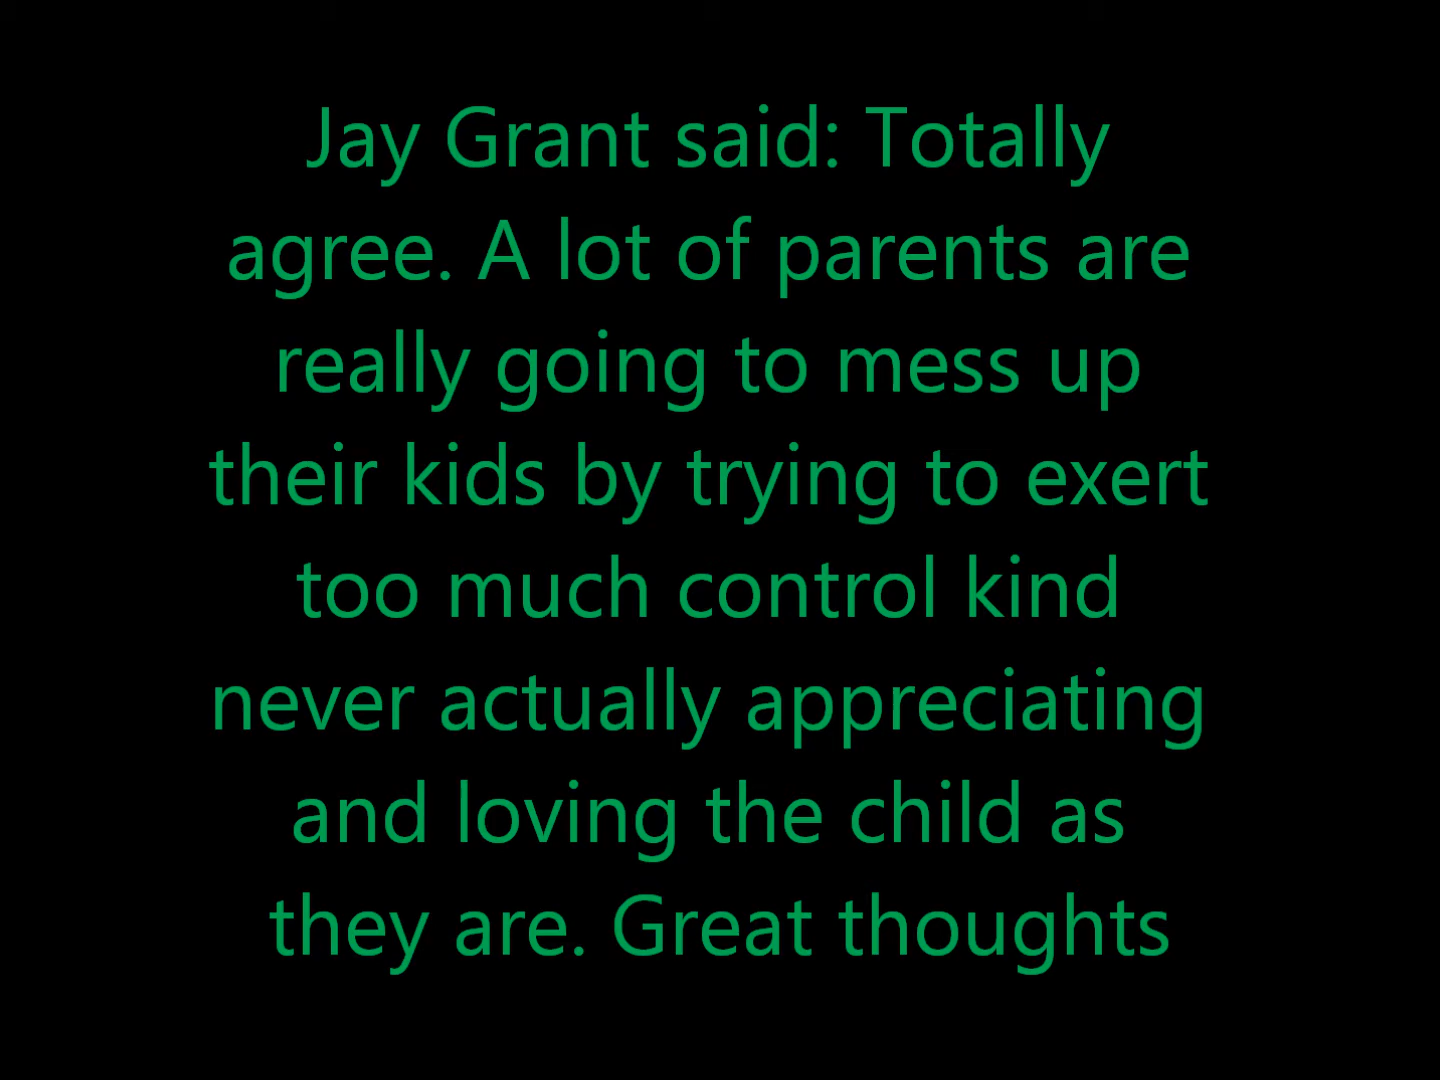 Jay Grant said: Totally
agree. A lot of parents are
really going to mess up
their kids by trying to exert
too much control kind
never actually appreciating
and loving the child as
they are. Great thoughts